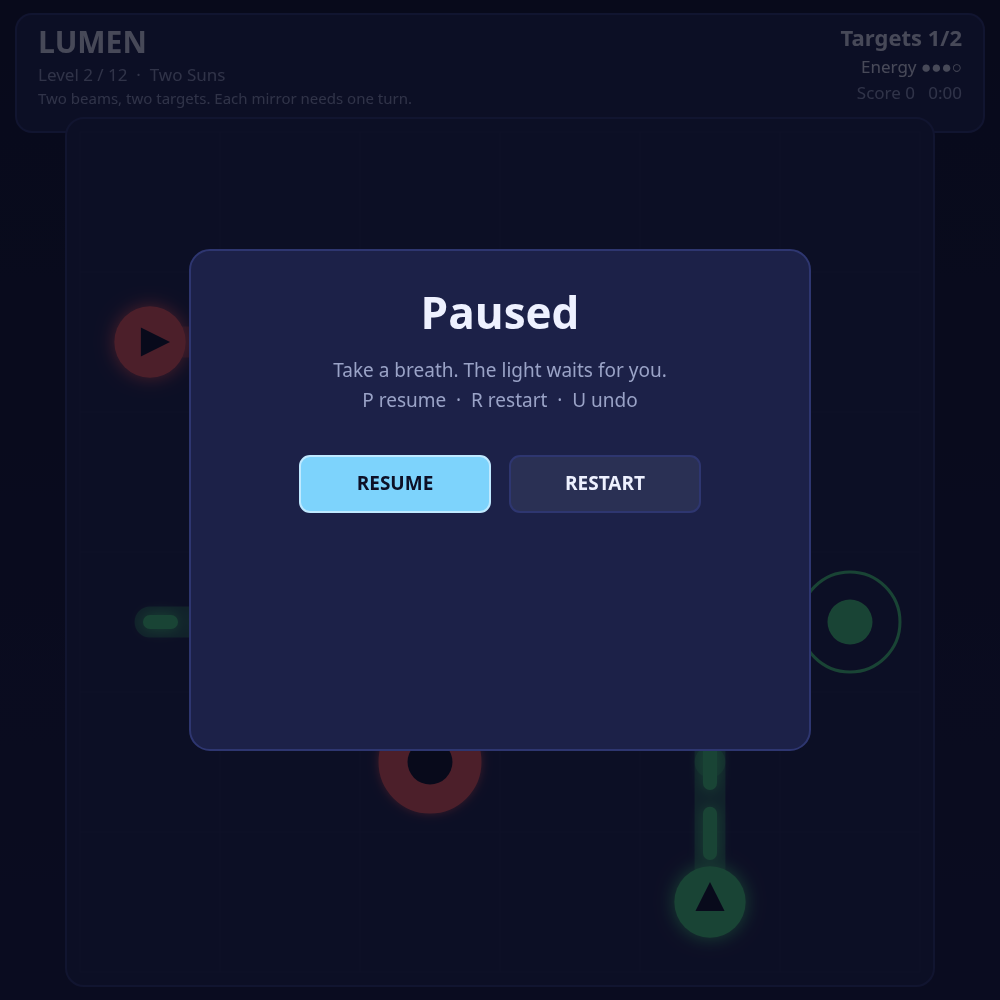 LUMEN
Level 2 / 12 · Two Suns
Two beams, two targets. Each mirror needs one turn.
Targets 1/2
Energy ●●●○
Score 0 0:00
Paused
Take a breath. The light waits for you.
P resume · R restart · U undo
RESUME
RESTART